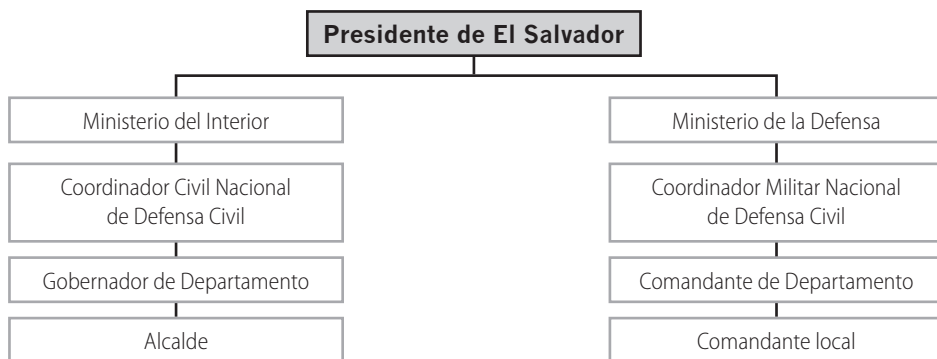 Presidente de El Salvador
Ministerio del Interior
Ministerio de la Defensa
Coordinador Civil Nacional
de Defensa Civil
Coordinador Militar Nacional
de Defensa Civil
Gobernador de Departamento
Comandante de Departamento
Alcalde
Comandante local